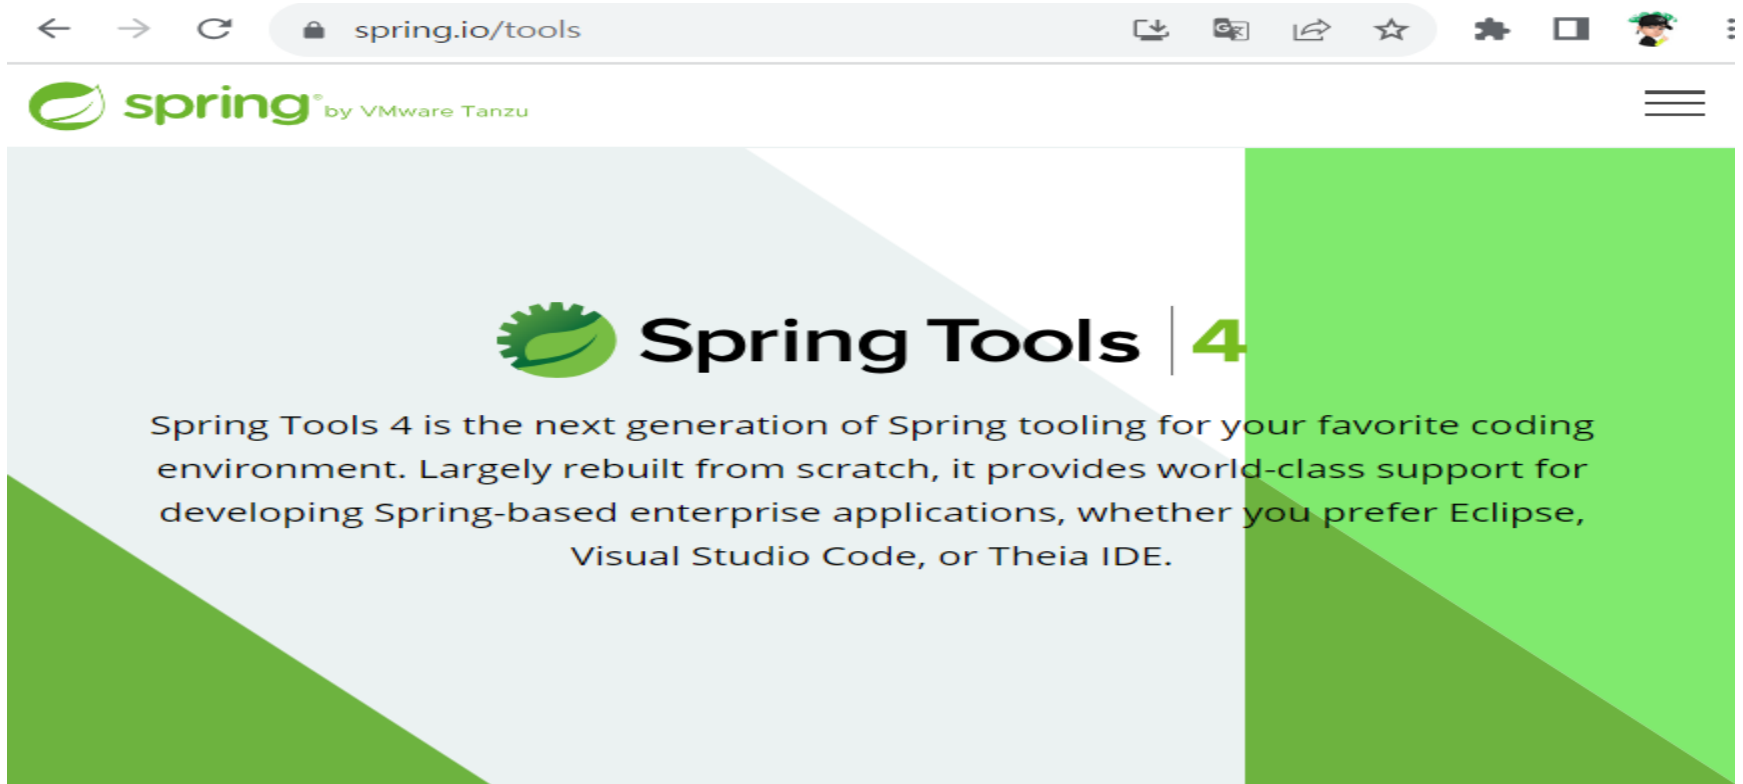 spring.io/tools
spring® by VMware Tanzu
Spring Tools | 4
Spring Tools 4 is the next generation of Spring tooling for your favorite coding
environment. Largely rebuilt from scratch, it provides world-class support for
developing Spring-based enterprise applications, whether you prefer Eclipse,
Visual Studio Code, or Theia IDE.